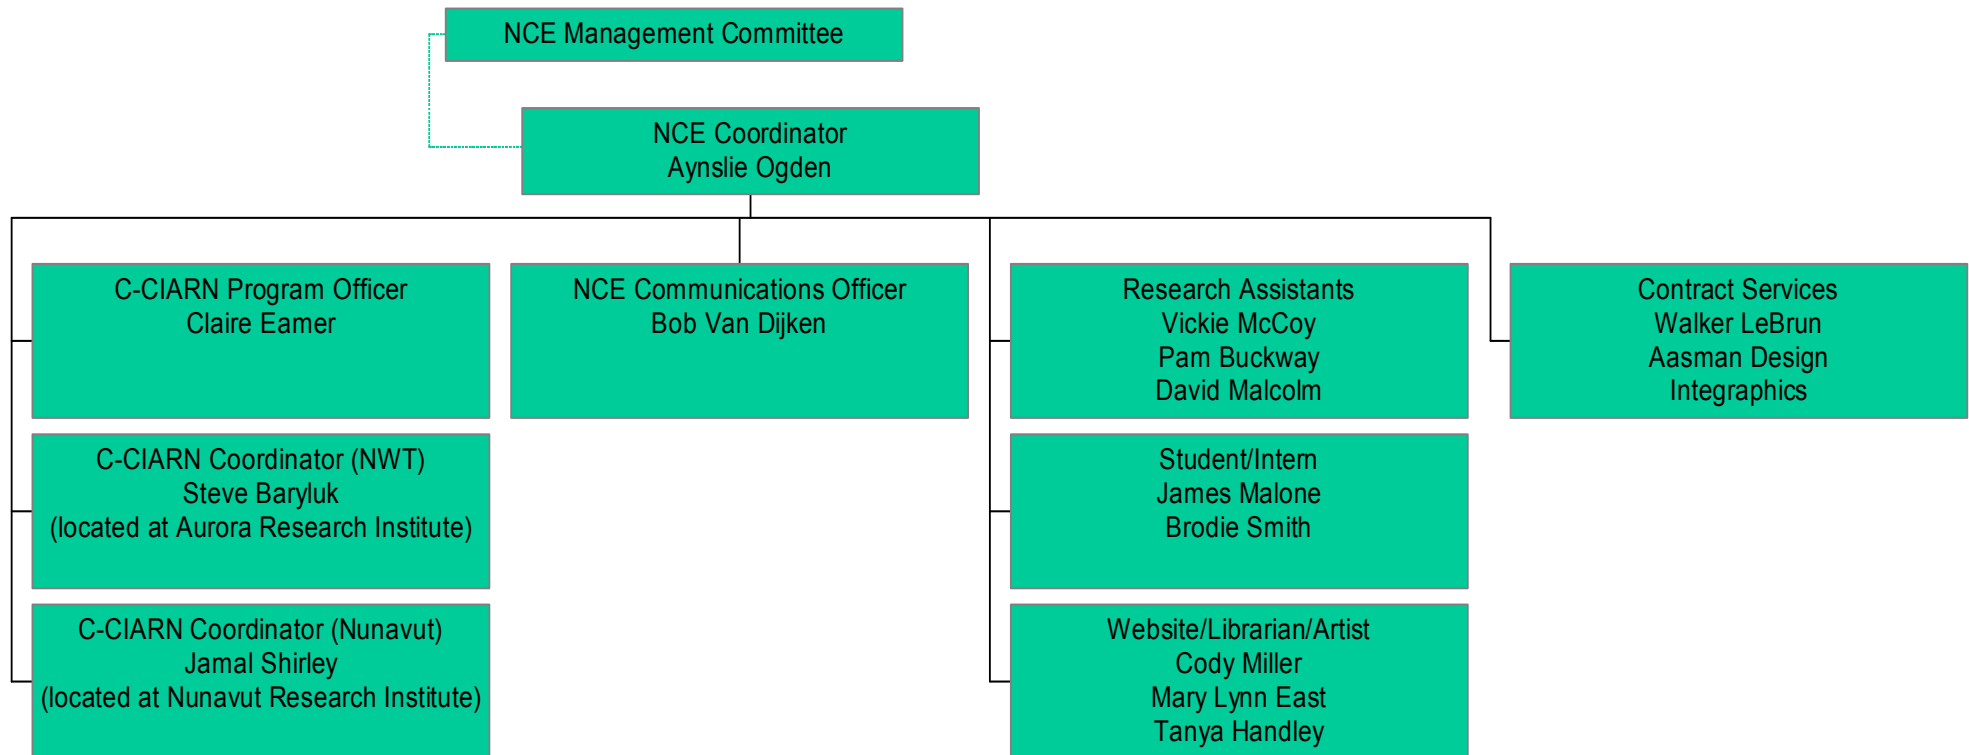 NCE Management Committee
NCE Coordinator
Aynslie Ogden
C-CIARN Program Officer
Claire Eamer
NCE Communications Officer
Bob Van Dijken
Research Assistants
Vickie McCoy
Pam Buckway
David Malcolm
Contract Services
Walker LeBrun
Aasman Design
Integraphics
C-CIARN Coordinator (NWT)
Steve Baryluk
(located at Aurora Research Institute)
Student/Intern
James Malone
Brodie Smith
C-CIARN Coordinator (Nunavut)
Jamal Shirley
(located at Nunavut Research Institute)
Website/Librarian/Artist
Cody Miller
Mary Lynn East
Tanya Handley